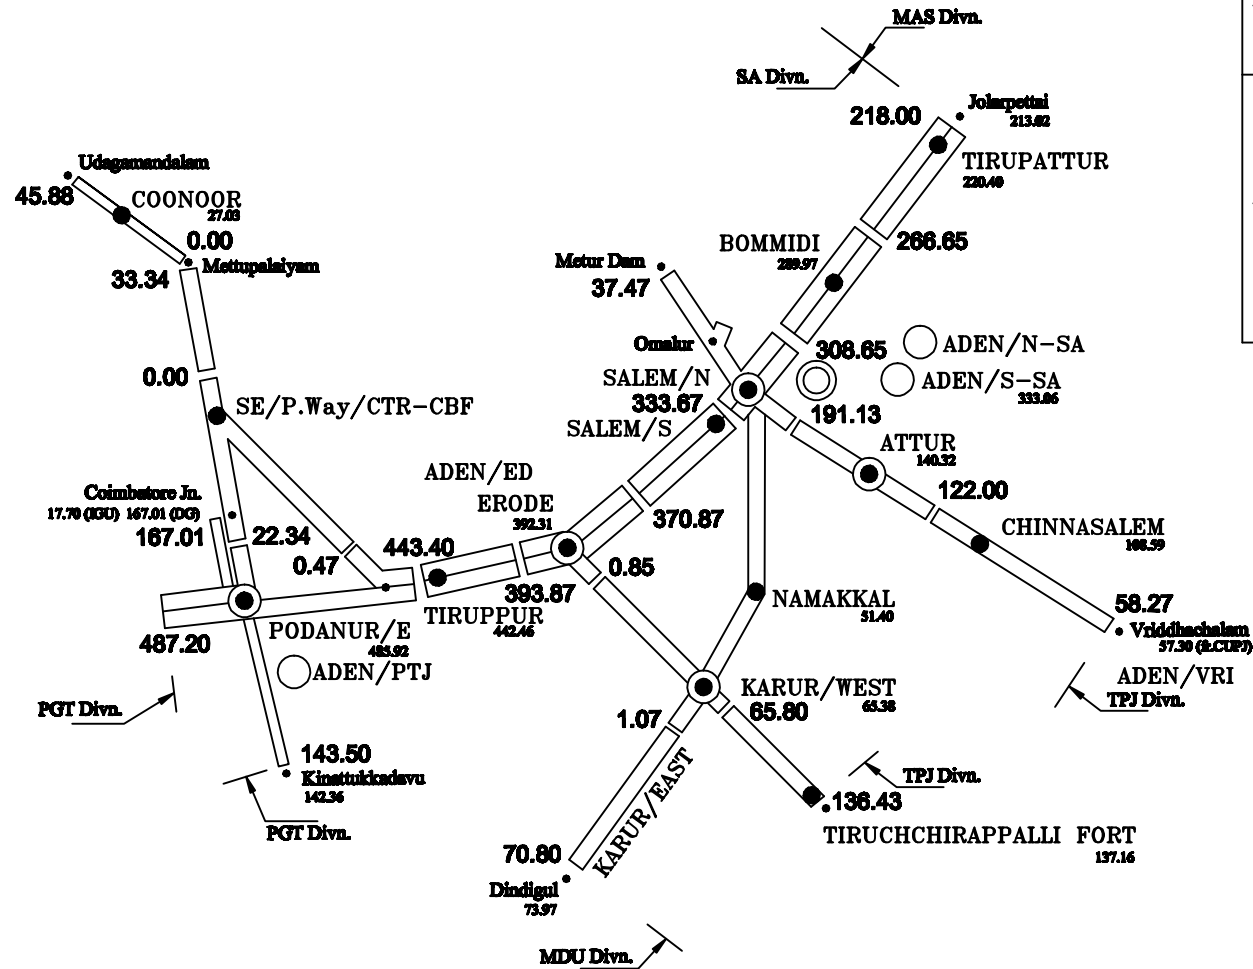 MAS Divn.
SA Divn.
218.00
Jolarpettai
213.02
TIRUPATTUR
220.40
Udagamandalam
45.88
COONOOR
27.03
0.00
Mettupalaiyam
33.34
BOMMIDI
289.97
266.65
Metur Dam
37.47
Omalur
308.65
ADEN/N-SA
0.00
SALEM/N
333.67
ADEN/S-SA
333.06
SE/P.Way/CTR-CBF
SALEM/S
191.13
ATTUR
140.32
ADEN/ED
ERODE
392.31
122.00
Coimbatore Jn.
17.70 (IGU) 167.01 (DG)
167.01
22.34
370.87
CHINNASALEM
108.59
0.47
443.40
0.85
393.87
TIRUPPUR
442.46
NAMAKKAL
51.40
58.27
Vriddhachalam
57.30 (fr.CUPJ)
487.20
PODANUR/E
485.92
ADEN/PTJ
ADEN/VRI
TPJ Divn.
PGT Divn.
KARUR/WEST
65.38
65.80
1.07
143.50
Kinattukkadavu
142.36
PGT Divn.
KARUR/EAST
TPJ Divn.
136.43
TIRUCHCHIRAPPALLI FORT
137.16
70.80
Dindigul
73.97
MDU Divn.